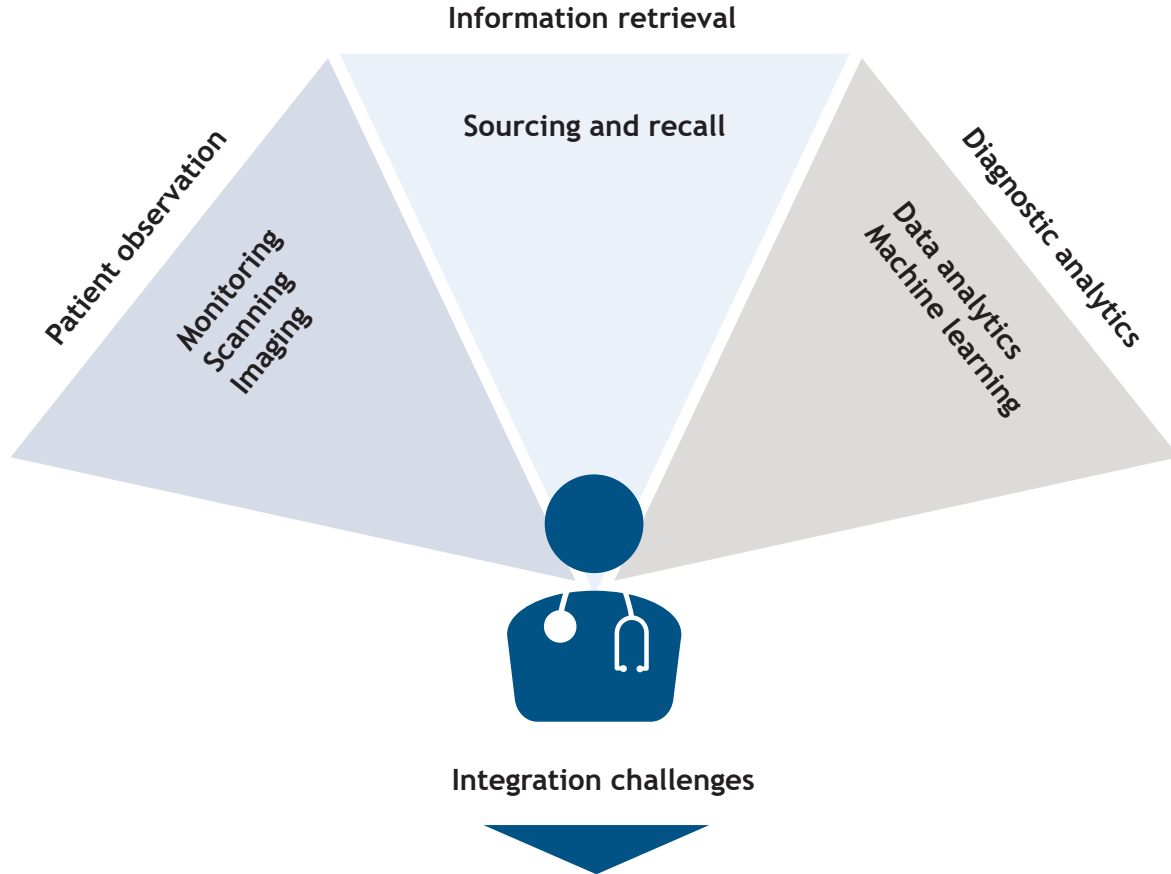 Information retrieval
Sourcing and recall
Patient observation
Monitoring
Scanning
Imaging
Diagnostic analytics
Data analytics
Machine learning
Integration challenges